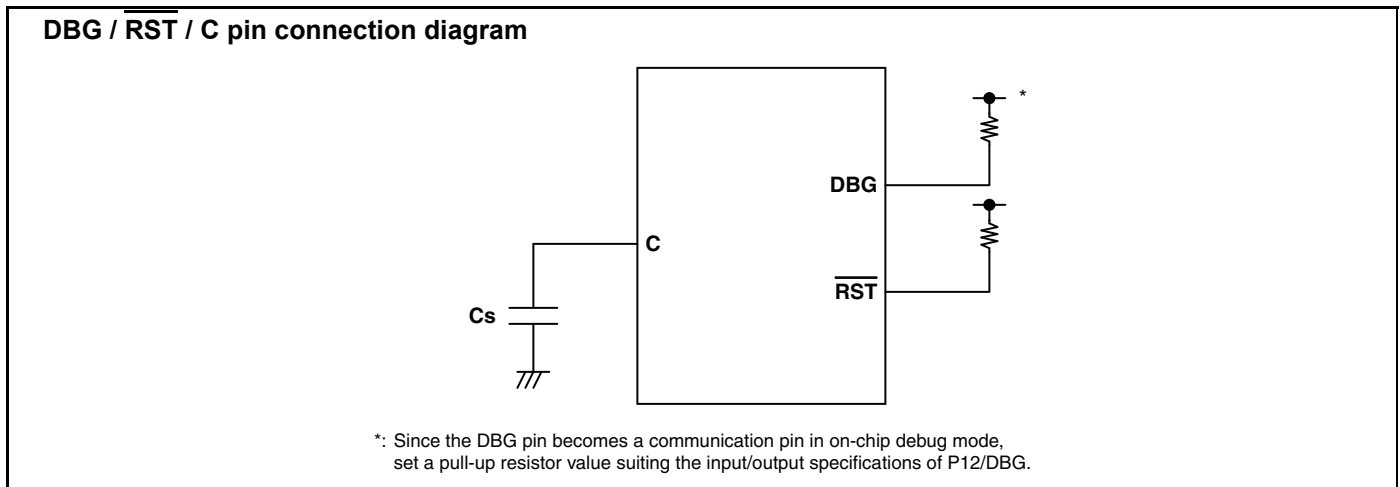 DBG / RST / C pin connection diagram
*
DBG
C
RST
Cs
*: Since the DBG pin becomes a communication pin in on-chip debug mode,
set a pull-up resistor value suiting the input/output specifications of P12/DBG.